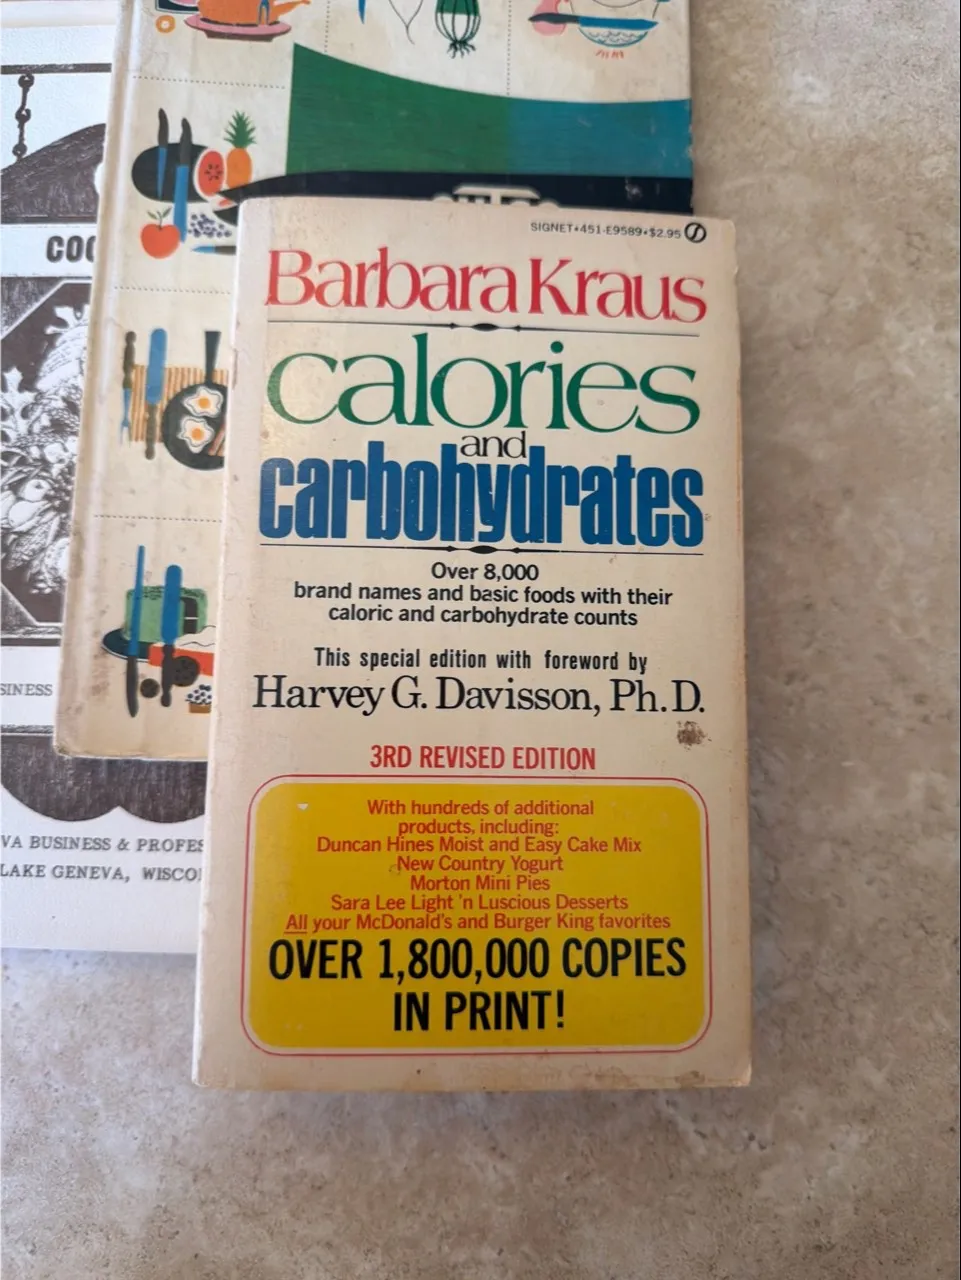 SIGNET•451-E9589•$2.95
Barbara Kraus
calories
and
carbohydrates
Over 8,000
brand names and basic foods with their
caloric and carbohydrate counts
This special edition with foreword by
Harvey G. Davisson, Ph.D.
3RD REVISED EDITION
With hundreds of additional
products, including:
Duncan Hines Moist and Easy Cake Mix
New Country Yogurt
Morton Mini Pies
Sara Lee Light 'n Luscious Desserts
All your McDonald's and Burger King favorites
OVER 1,800,000 COPIES
IN PRINT!
COO
SINESS
VA BUSINESS & PROFES
LAKE GENEVA, WISCO